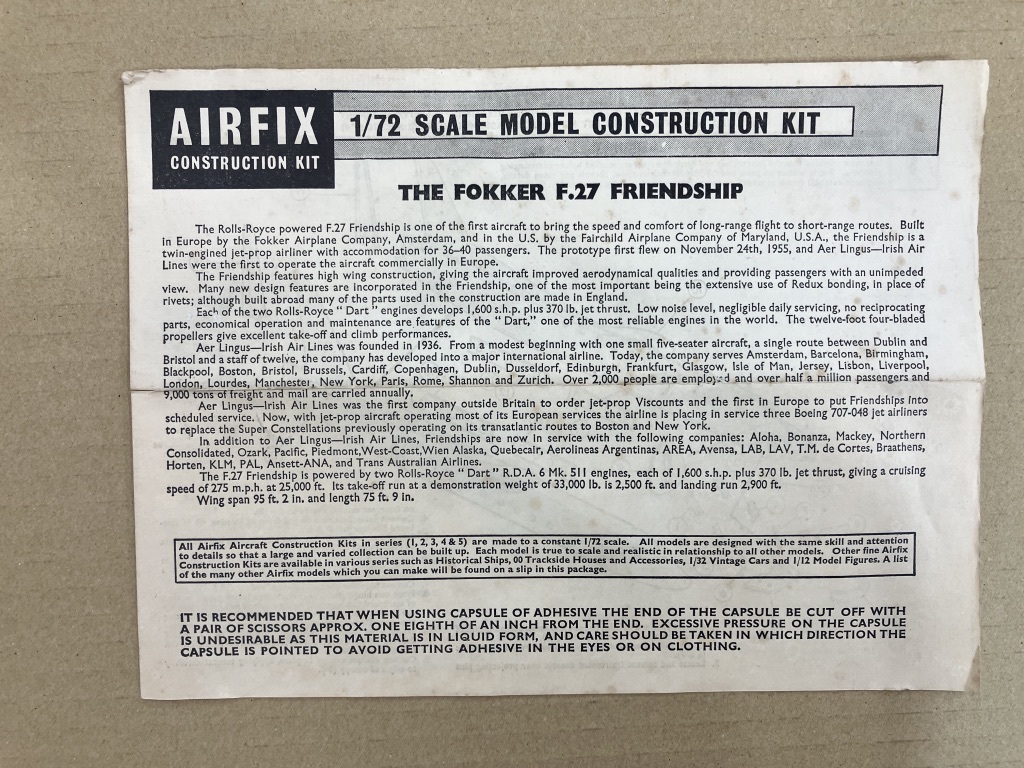 AIRFIX
CONSTRUCTION KIT
1/72 SCALE MODEL CONSTRUCTION KIT
THE FOKKER F.27 FRIENDSHIP
The Rolls-Royce powered F.27 Friendship is one of the first aircraft to bring the speed and comfort of long-range flight to short-range routes. Built
in Europe by the Fokker Airplane Company, Amsterdam, and in the U.S. by the Fairchild Airplane Company of Maryland, U.S.A., the Friendship is a
twin-engined jet-prop airliner with accommodation for 36-40 passengers. The prototype first flew on November 24th, 1955, and Aer Lingus—Irish Air
Lines were the first to operate the aircraft commercially in Europe.
The Friendship features high wing construction, giving the aircraft improved aerodynamical qualities and providing passengers with an unimpeded
view. Many new design features are incorporated in the Friendship, one of the most important being the extensive use of Redux bonding, in place of
rivets; although built abroad many of the parts used in the construction are made in England.
Each of the two Rolls-Royce "Dart" engines develops 1,600 s.h.p. plus 370 lb. jet thrust. Low noise level, negligible daily servicing, no reciprocating
parts, economical operation and maintenance are features of the "Dart," one of the most reliable engines in the world. The twelve-foot four-bladed
propellers give excellent take-off and climb performances.
Aer Lingus—Irish Air Lines was founded in 1936. From a modest beginning with one small five-seater aircraft, a single route between Dublin and
Bristol and a staff of twelve, the company has developed into a major international airline. Today, the company serves Amsterdam, Barcelona, Birmingham,
Blackpool, Boston, Bristol, Brussels, Cardiff, Copenhagen, Dublin, Dusseldorf, Edinburgh, Frankfurt, Glasgow, Isle of Man, Jersey, Lisbon, Liverpool,
London, Lourdes, Manchester, New York, Paris, Rome, Shannon and Zurich. Over 2,000 people are employed and over half a million passengers and
9,000 tons of freight and mail are carried annually.
Aer Lingus—Irish Air Lines was the first company outside Britain to order jet-prop Viscounts and the first in Europe to put Friendships into
scheduled service. Now, with jet-prop aircraft operating most of its European services the airline is placing in service three Boeing 707-048 jet airliners
to replace the Super Constellations previously operating on its transatlantic routes to Boston and New York.
In addition to Aer Lingus—Irish Air Lines, Friendships are now in service with the following companies: Aloha, Bonanza, Mackey, Northern
Consolidated, Ozark, Pacific, Piedmont,West-Coast,Wien Alaska, Quebecair, Aerolineas Argentinas, AREA, Avensa, LAB, LAV, T.M. de Cortes, Braathens,
Horten, KLM, PAL, Ansett-ANA, and Trans Australian Airlines.
The F.27 Friendship is powered by two Rolls-Royce "Dart" R.D.A. 6 Mk. 511 engines, each of 1,600 s.h.p. plus 370 lb. jet thrust, giving a cruising
speed of 275 m.p.h. at 25,000 ft. Its take-off run at a demonstration weight of 33,000 lb. is 2,500 ft. and landing run 2,900 ft.
Wing span 95 ft. 2 in. and length 75 ft. 9 in.
All Airfix Aircraft Construction Kits in series (1, 2, 3, 4 & 5) are made to a constant 1/72 scale. All models are designed with the same skill and attention
to details so that a large and varied collection can be built up. Each model is true to scale and realistic in relationship to all other models. Other fine Airfix
Construction Kits are available in various series such as Historical Ships, 00 Trackside Houses and Accessories, 1/32 Vintage Cars and 1/12 Model Figures. A list
of the many other Airfix models which you can make will be found on a slip in this package.
IT IS RECOMMENDED THAT WHEN USING CAPSULE OF ADHESIVE THE END OF THE CAPSULE BE CUT OFF WITH
A PAIR OF SCISSORS APPROX. ONE EIGHTH OF AN INCH FROM THE END. EXCESSIVE PRESSURE ON THE CAPSULE
IS UNDESIRABLE AS THIS MATERIAL IS IN LIQUID FORM, AND CARE SHOULD BE TAKEN IN WHICH DIRECTION THE
CAPSULE IS POINTED TO AVOID GETTING ADHESIVE IN THE EYES OR ON CLOTHING.